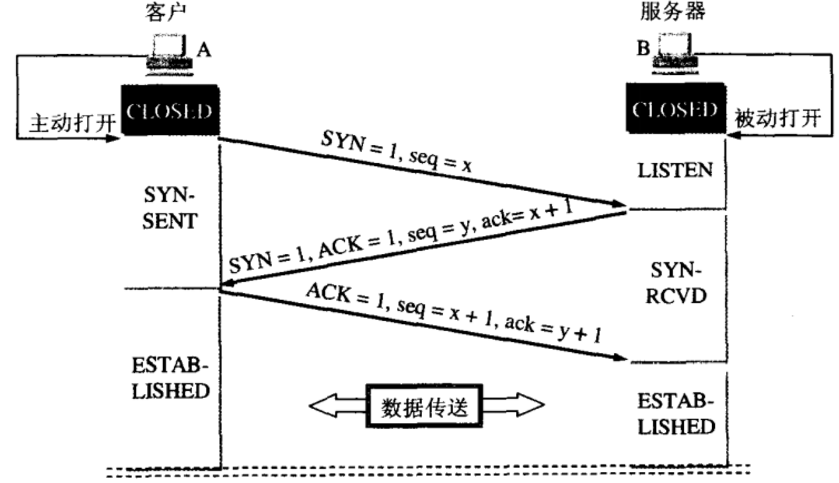 客户
服务器
A
B
CLOSED
CLOSED
主动打开
被动打开
SYN = 1, seq = x
LISTEN
SYN-
SENT
SYN = 1, ACK = 1, seq = y, ack= x + 1
SYN-
RCVD
ACK = 1, seq = x + 1, ack = y + 1
ESTAB-
LISHED
数据传送
ESTAB-
LISHED